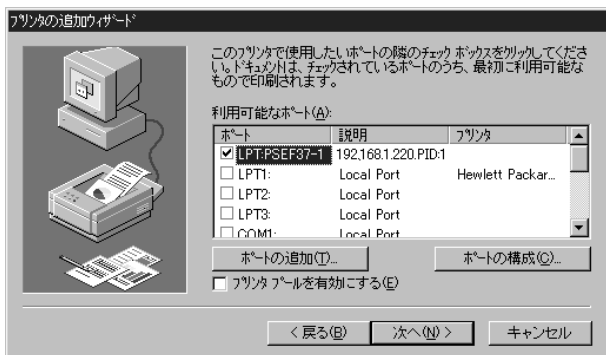 プリンタの追加ウィザード
このプリンタで使用したいポートの隣のチェック ボックスをクリックしてくださ
い。ドキュメントは、チェックされているポートのうち、最初に利用可能な
もので印刷されます。
利用可能なポート(A):
ポート 説明 プリンタ
LPT:PSEF37-1 192,168.1.220.PID:1
LPT1: Local Port Hewlett Packar...
LPT2: Local Port
LPT3: Local Port
COM1: Local Port
ポートの追加(T)... ポートの構成(C)...
プリンタ プールを有効にする(E)
< 戻る(B) 次へ(N) > キャンセル